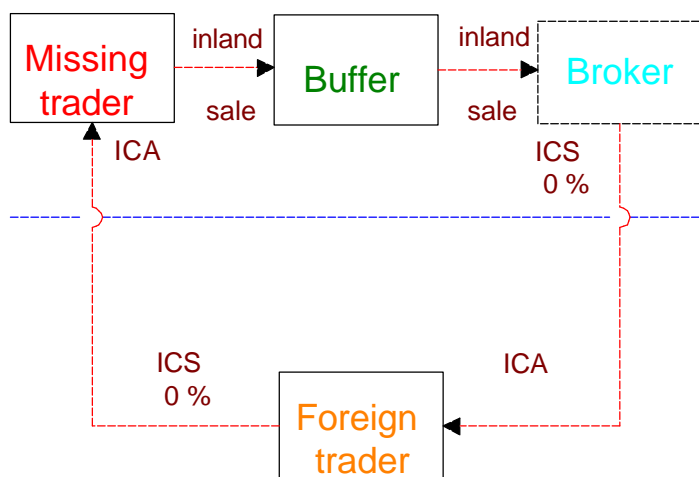 Missing
trader
inland
sale
Buffer
inland
sale
Broker
ICA
ICS
0 %
ICS
0 %
ICA
Foreign
trader